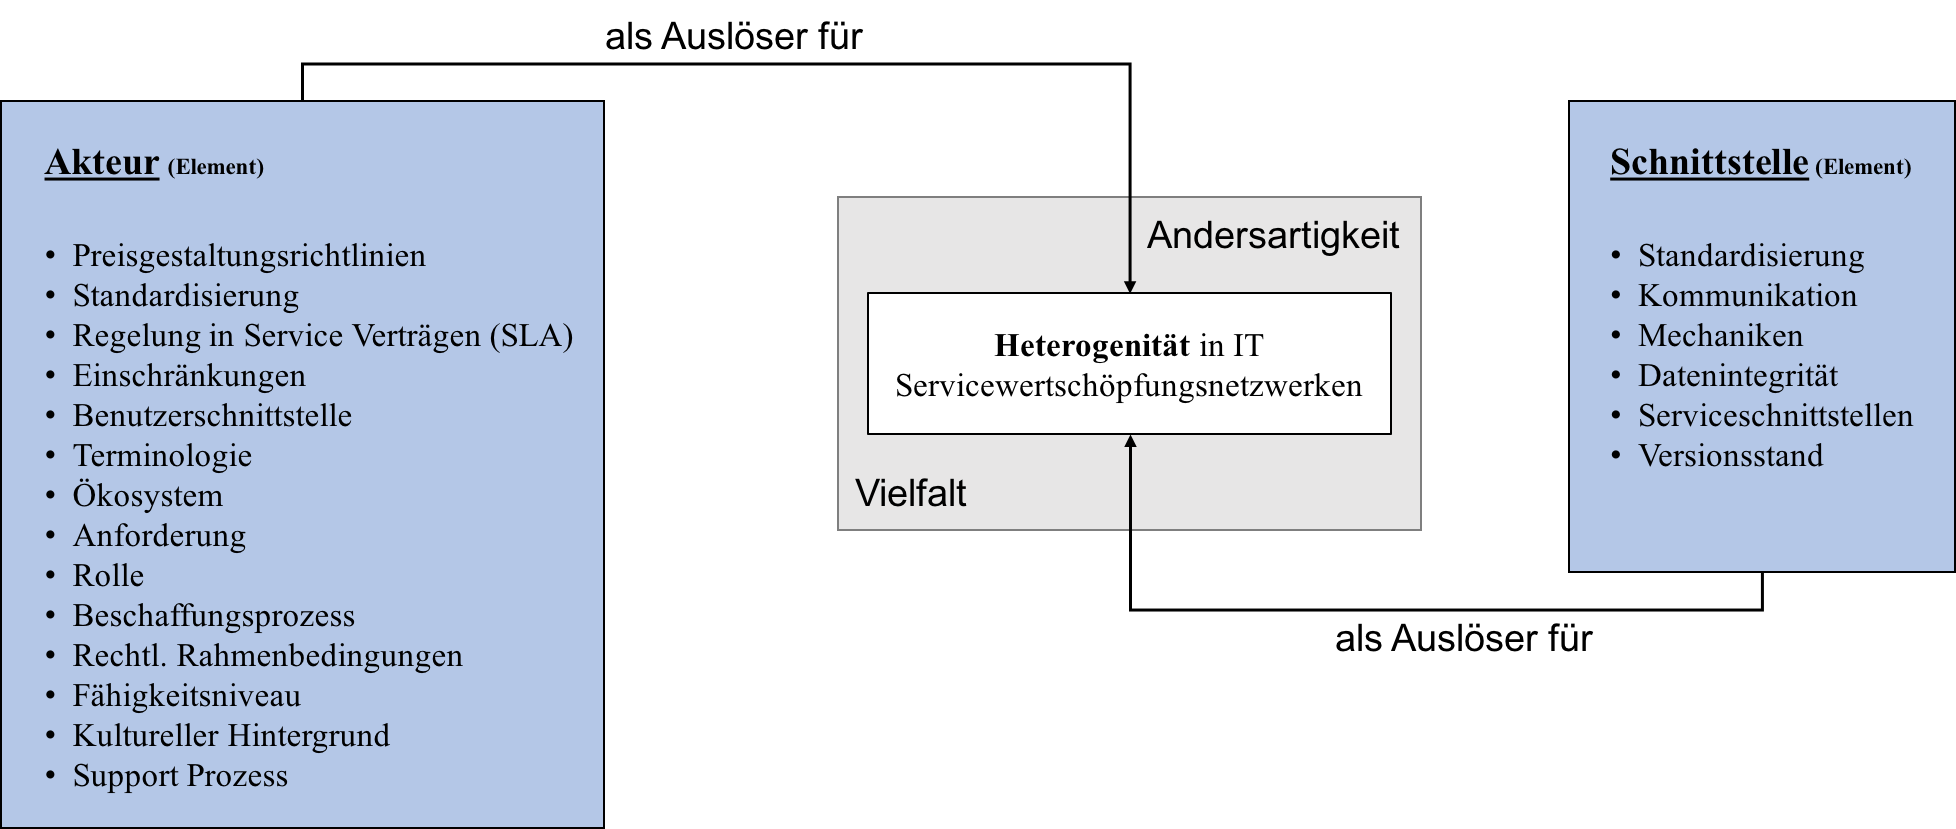 als Auslöser für
Akteur (Element)
• Preisgestaltungsrichtlinien
• Standardisierung
• Regelung in Service Verträgen (SLA)
• Einschränkungen
• Benutzerschnittstelle
• Terminologie
• Ökosystem
• Anforderung
• Rolle
• Beschaffungsprozess
• Rechtl. Rahmenbedingungen
• Fähigkeitsniveau
• Kultureller Hintergrund
• Support Prozess
Andersartigkeit
Heterogenität in IT
Servicewertschöpfungsnetzwerken
Vielfalt
Schnittstelle (Element)
• Standardisierung
• Kommunikation
• Mechaniken
• Datenintegrität
• Serviceschnittstellen
• Versionsstand
als Auslöser für